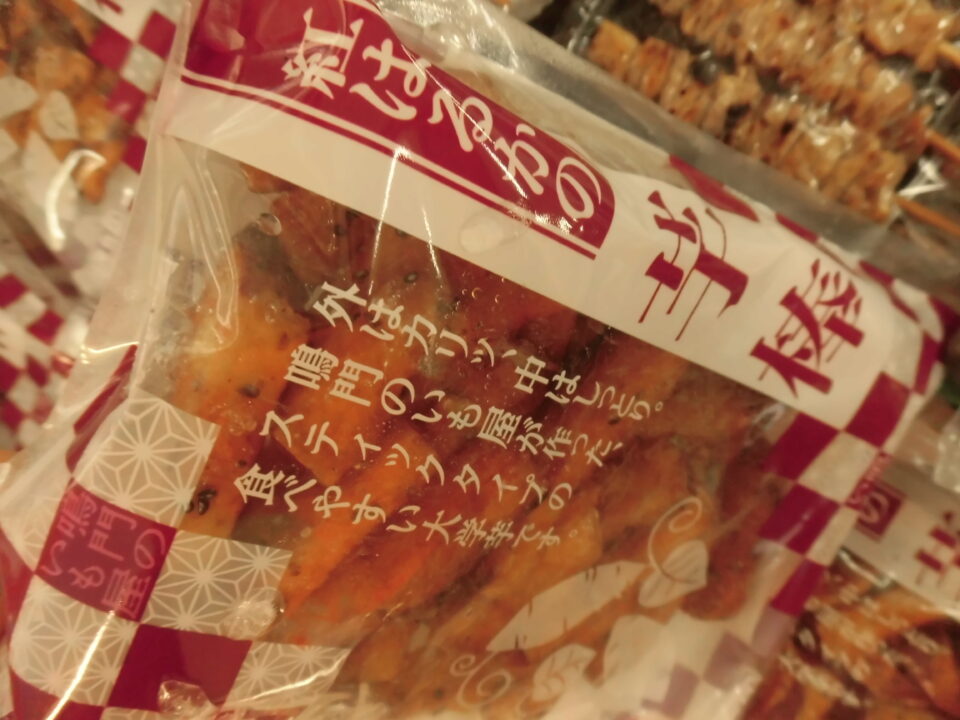 紅はるかの
芋棒
外はカリッ、中はしっとり。
鳴門のいも屋が作った、
スティックタイプの
食べやすい大学芋です。
鳴門の
いも屋
の
芋